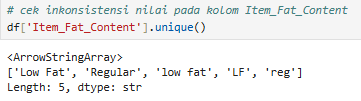 # cek inkonsistensi nilai pada kolom Item_Fat_Content
df['Item_Fat_Content'].unique()
<ArrowStringArray>
['Low Fat', 'Regular', 'low fat', 'LF', 'reg']
Length: 5, dtype: str